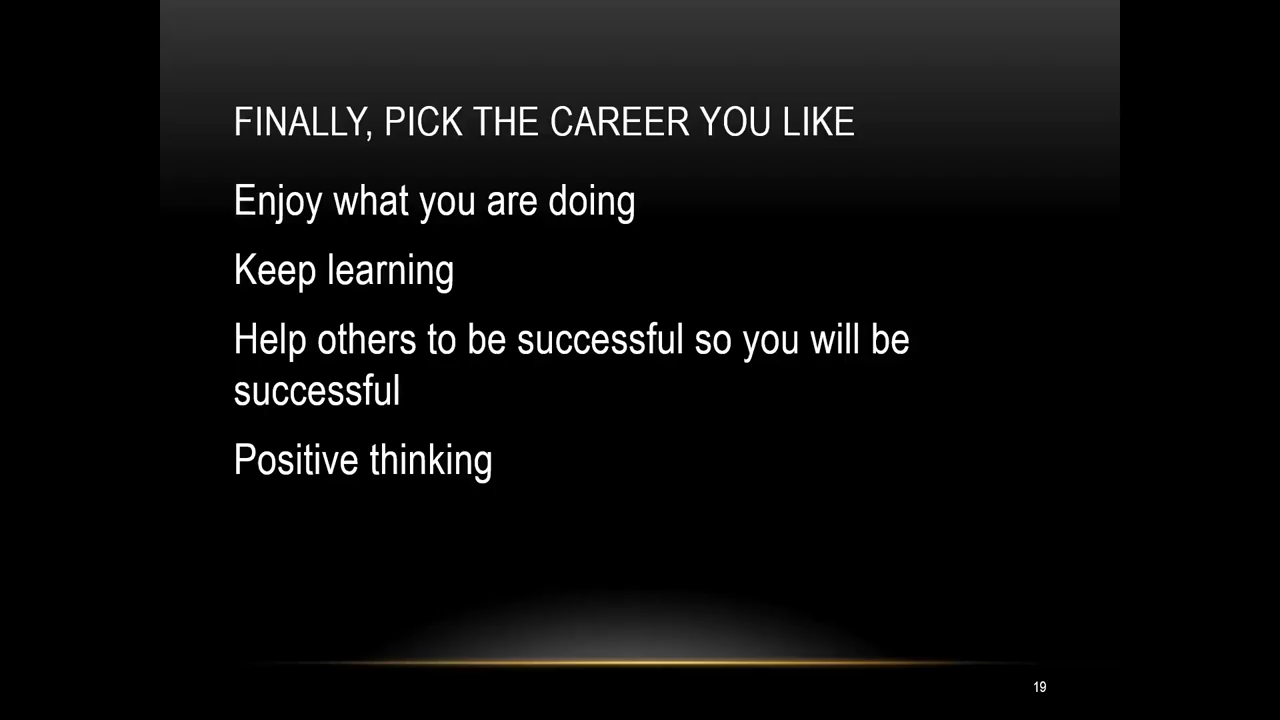 FINALLY, PICK THE CAREER YOU LIKE
Enjoy what you are doing
Keep learning
Help others to be successful so you will be
successful
Positive thinking
19